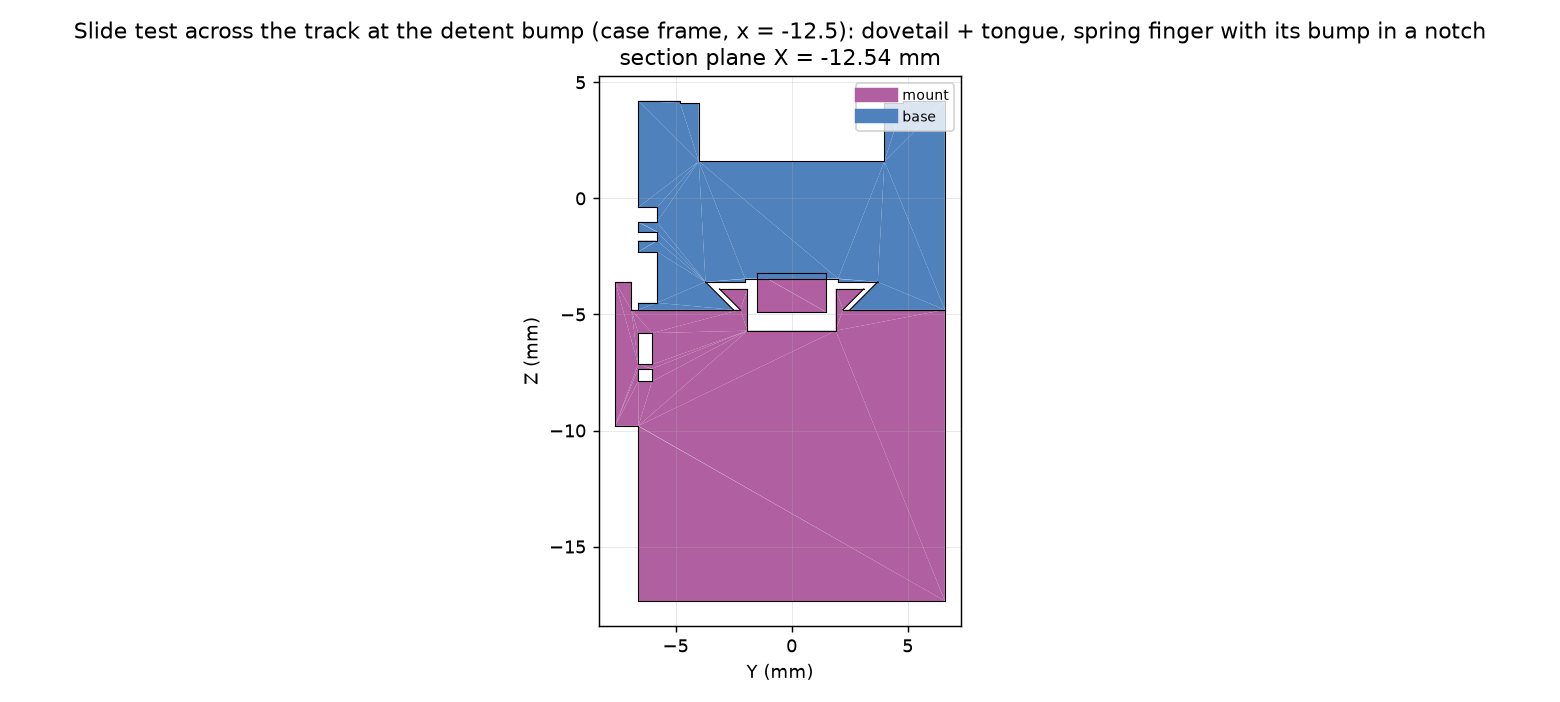 Slide test across the track at the detent bump (case frame, x = -12.5): dovetail + tongue, spring finger with its bump in a notch
section plane X = -12.54 mm
mount
base
5
0
−5
−10
−15
Z (mm)
−5
0
5
Y (mm)